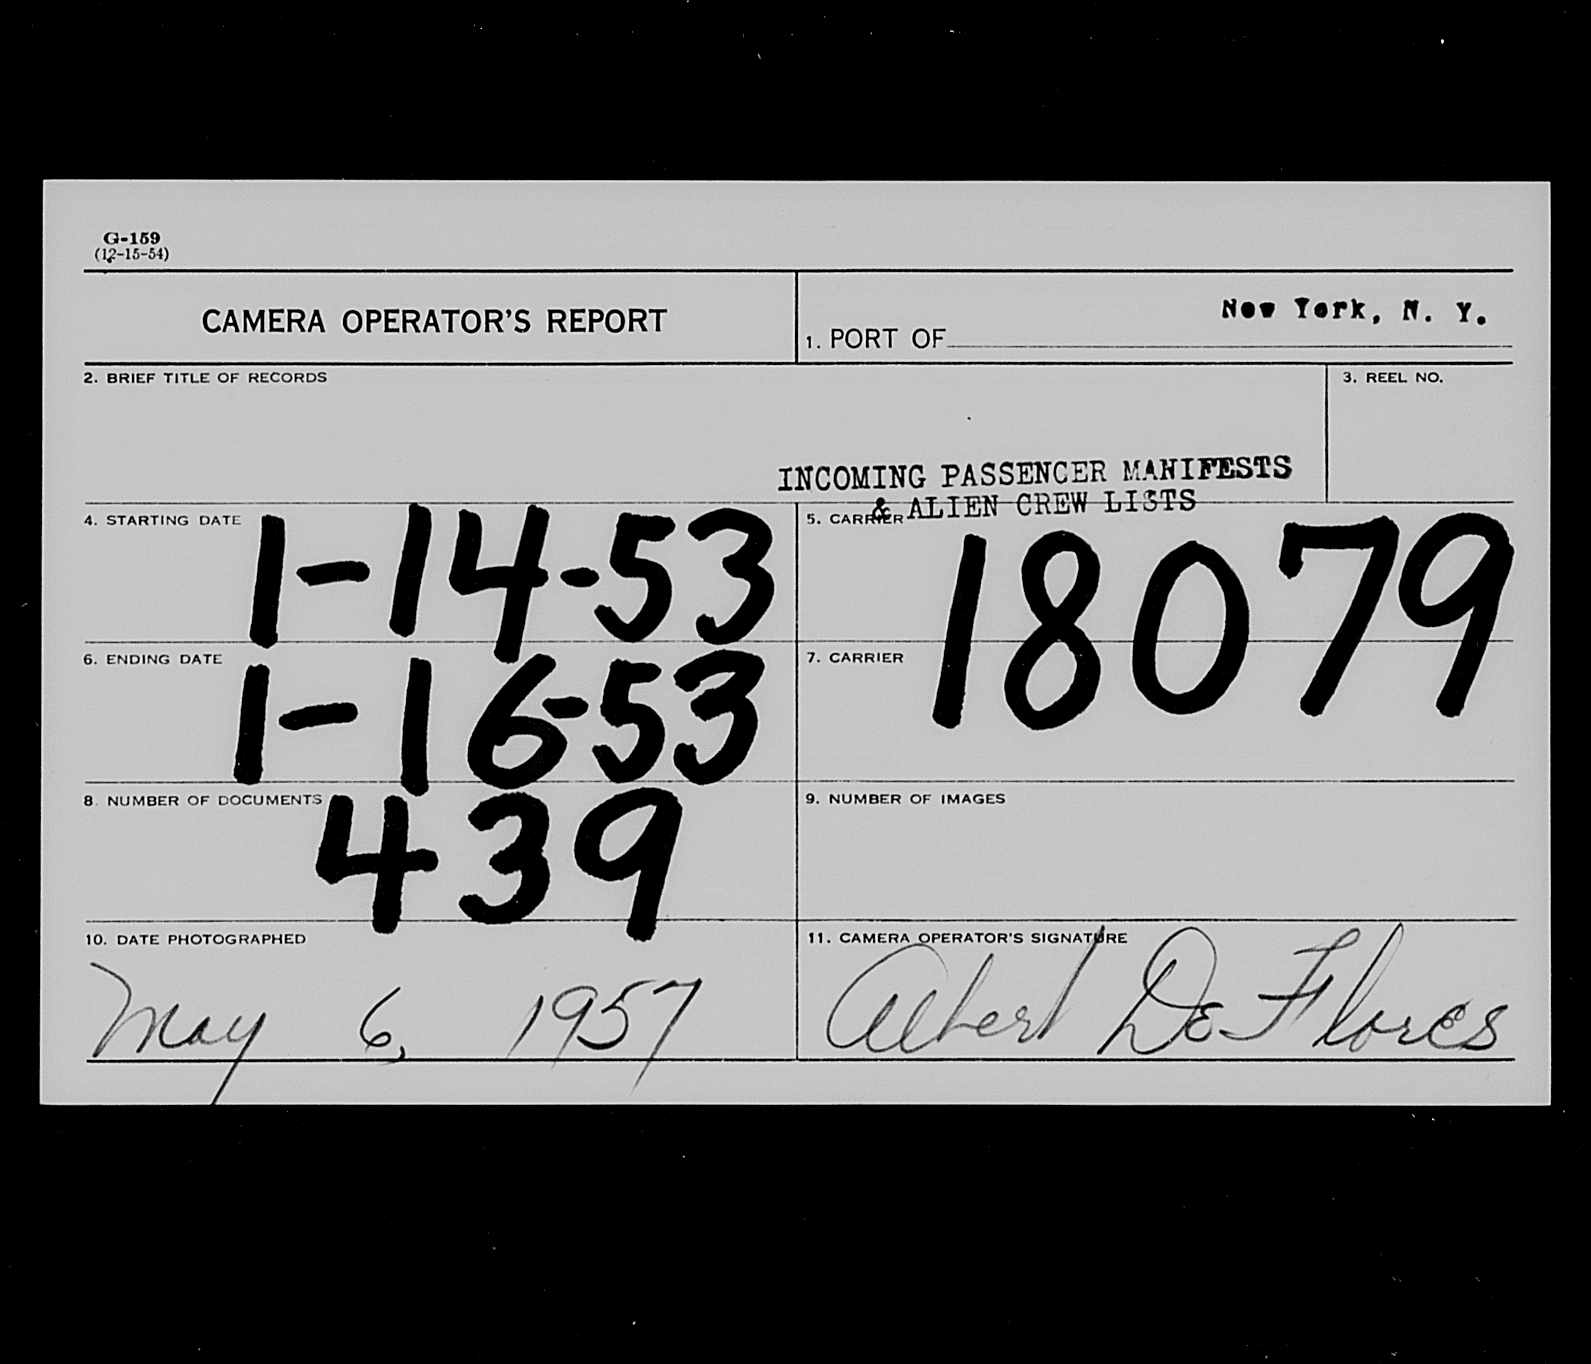 G-159
(12-15-54)
CAMERA OPERATOR'S REPORT
New York, N. Y.
1. PORT OF
2. BRIEF TITLE OF RECORDS
3. REEL NO.
INCOMING PASSENGER MANIFESTS
& ALIEN CREW LISTS
4. STARTING DATE
1-14-53
5. CARRIER
18079
6. ENDING DATE
1-16-53
7. CARRIER
8. NUMBER OF DOCUMENTS
439
9. NUMBER OF IMAGES
10. DATE PHOTOGRAPHED
May 6, 1957
11. CAMERA OPERATOR'S SIGNATURE
Albert DeFlores